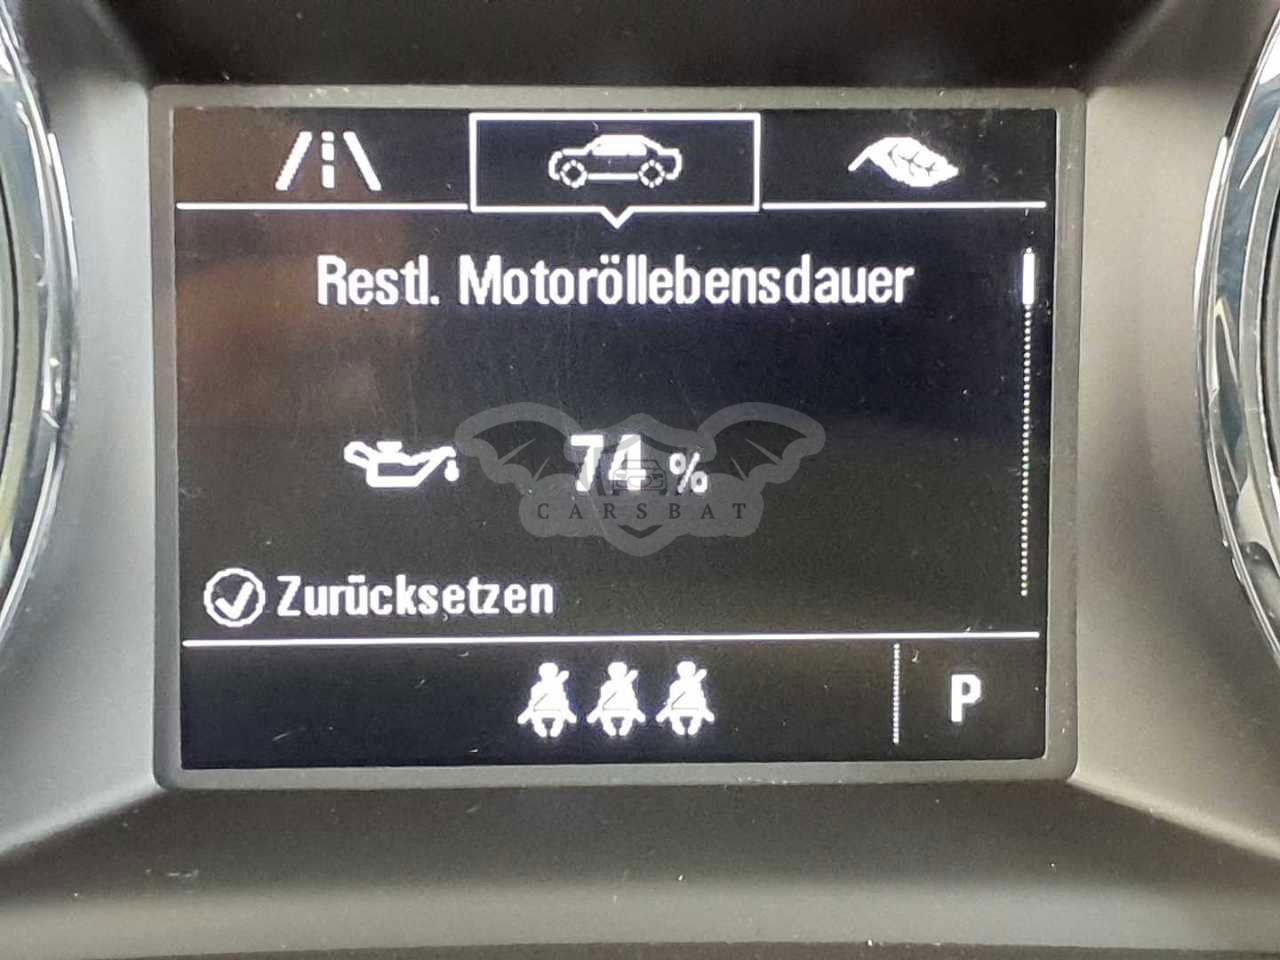 Restl. Motoröllebensdauer
74 %
CARSBAT
Zurücksetzen
P